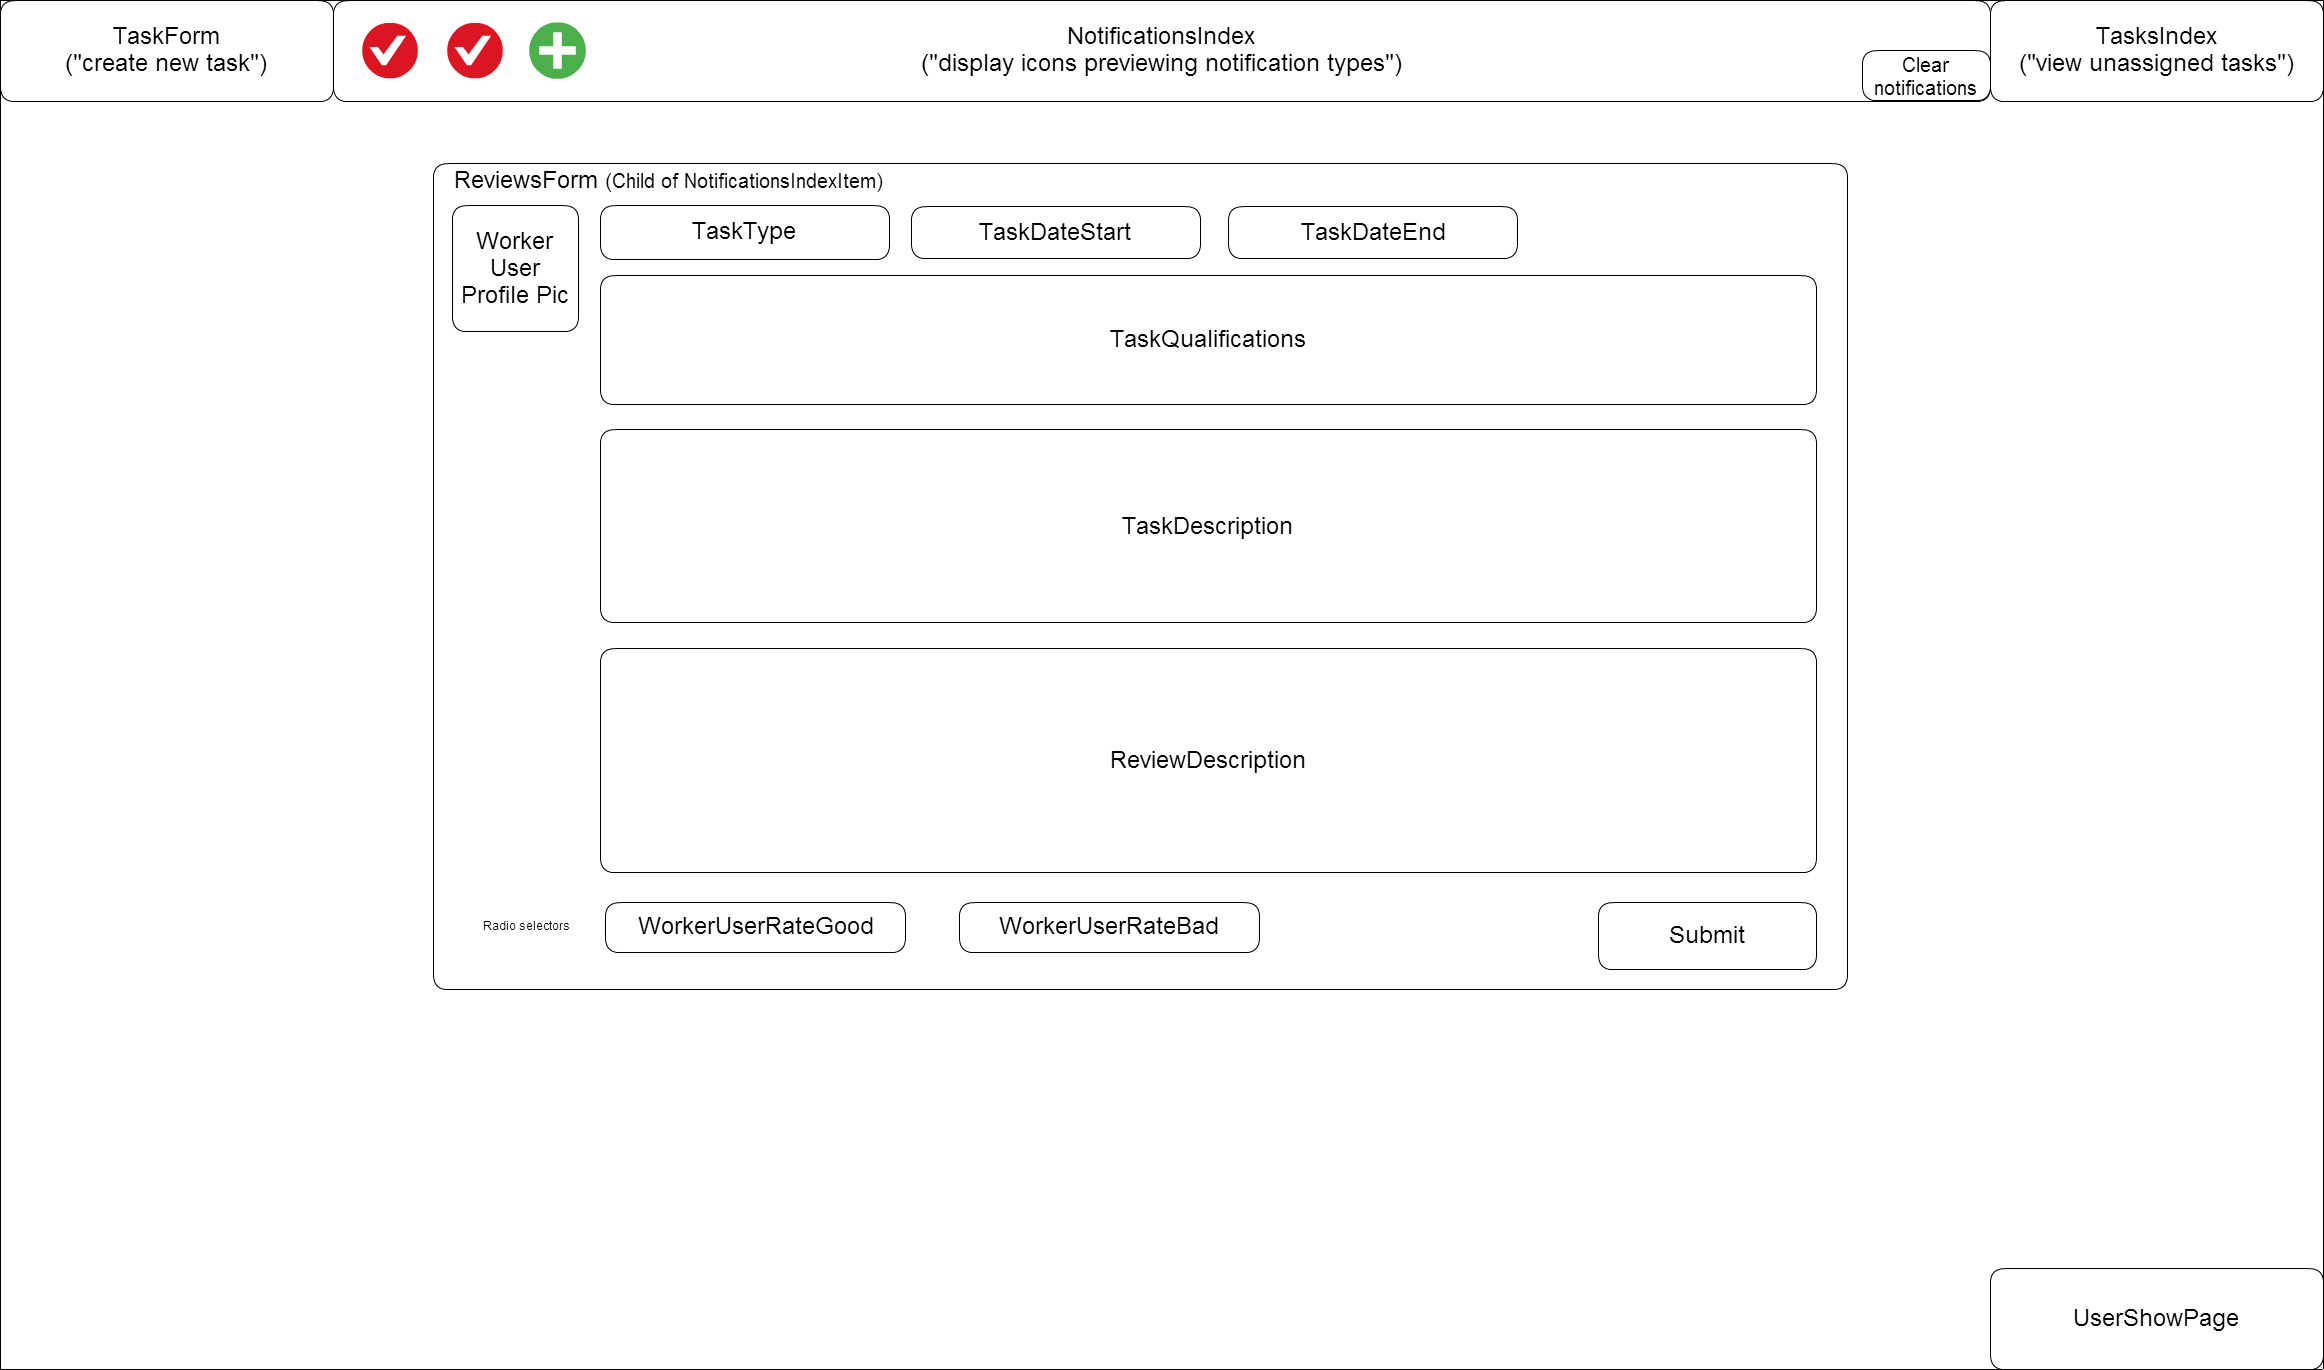 TaskForm
("create new task")
NotificationsIndex
("display icons previewing notification types")
Clear
notifications
TasksIndex
("view unassigned tasks")
ReviewsForm (Child of NotificationsIndexItem)
Worker
User
Profile Pic
TaskType
TaskDateStart
TaskDateEnd
TaskQualifications
TaskDescription
ReviewDescription
Radio selectors
WorkerUserRateGood
WorkerUserRateBad
Submit
UserShowPage